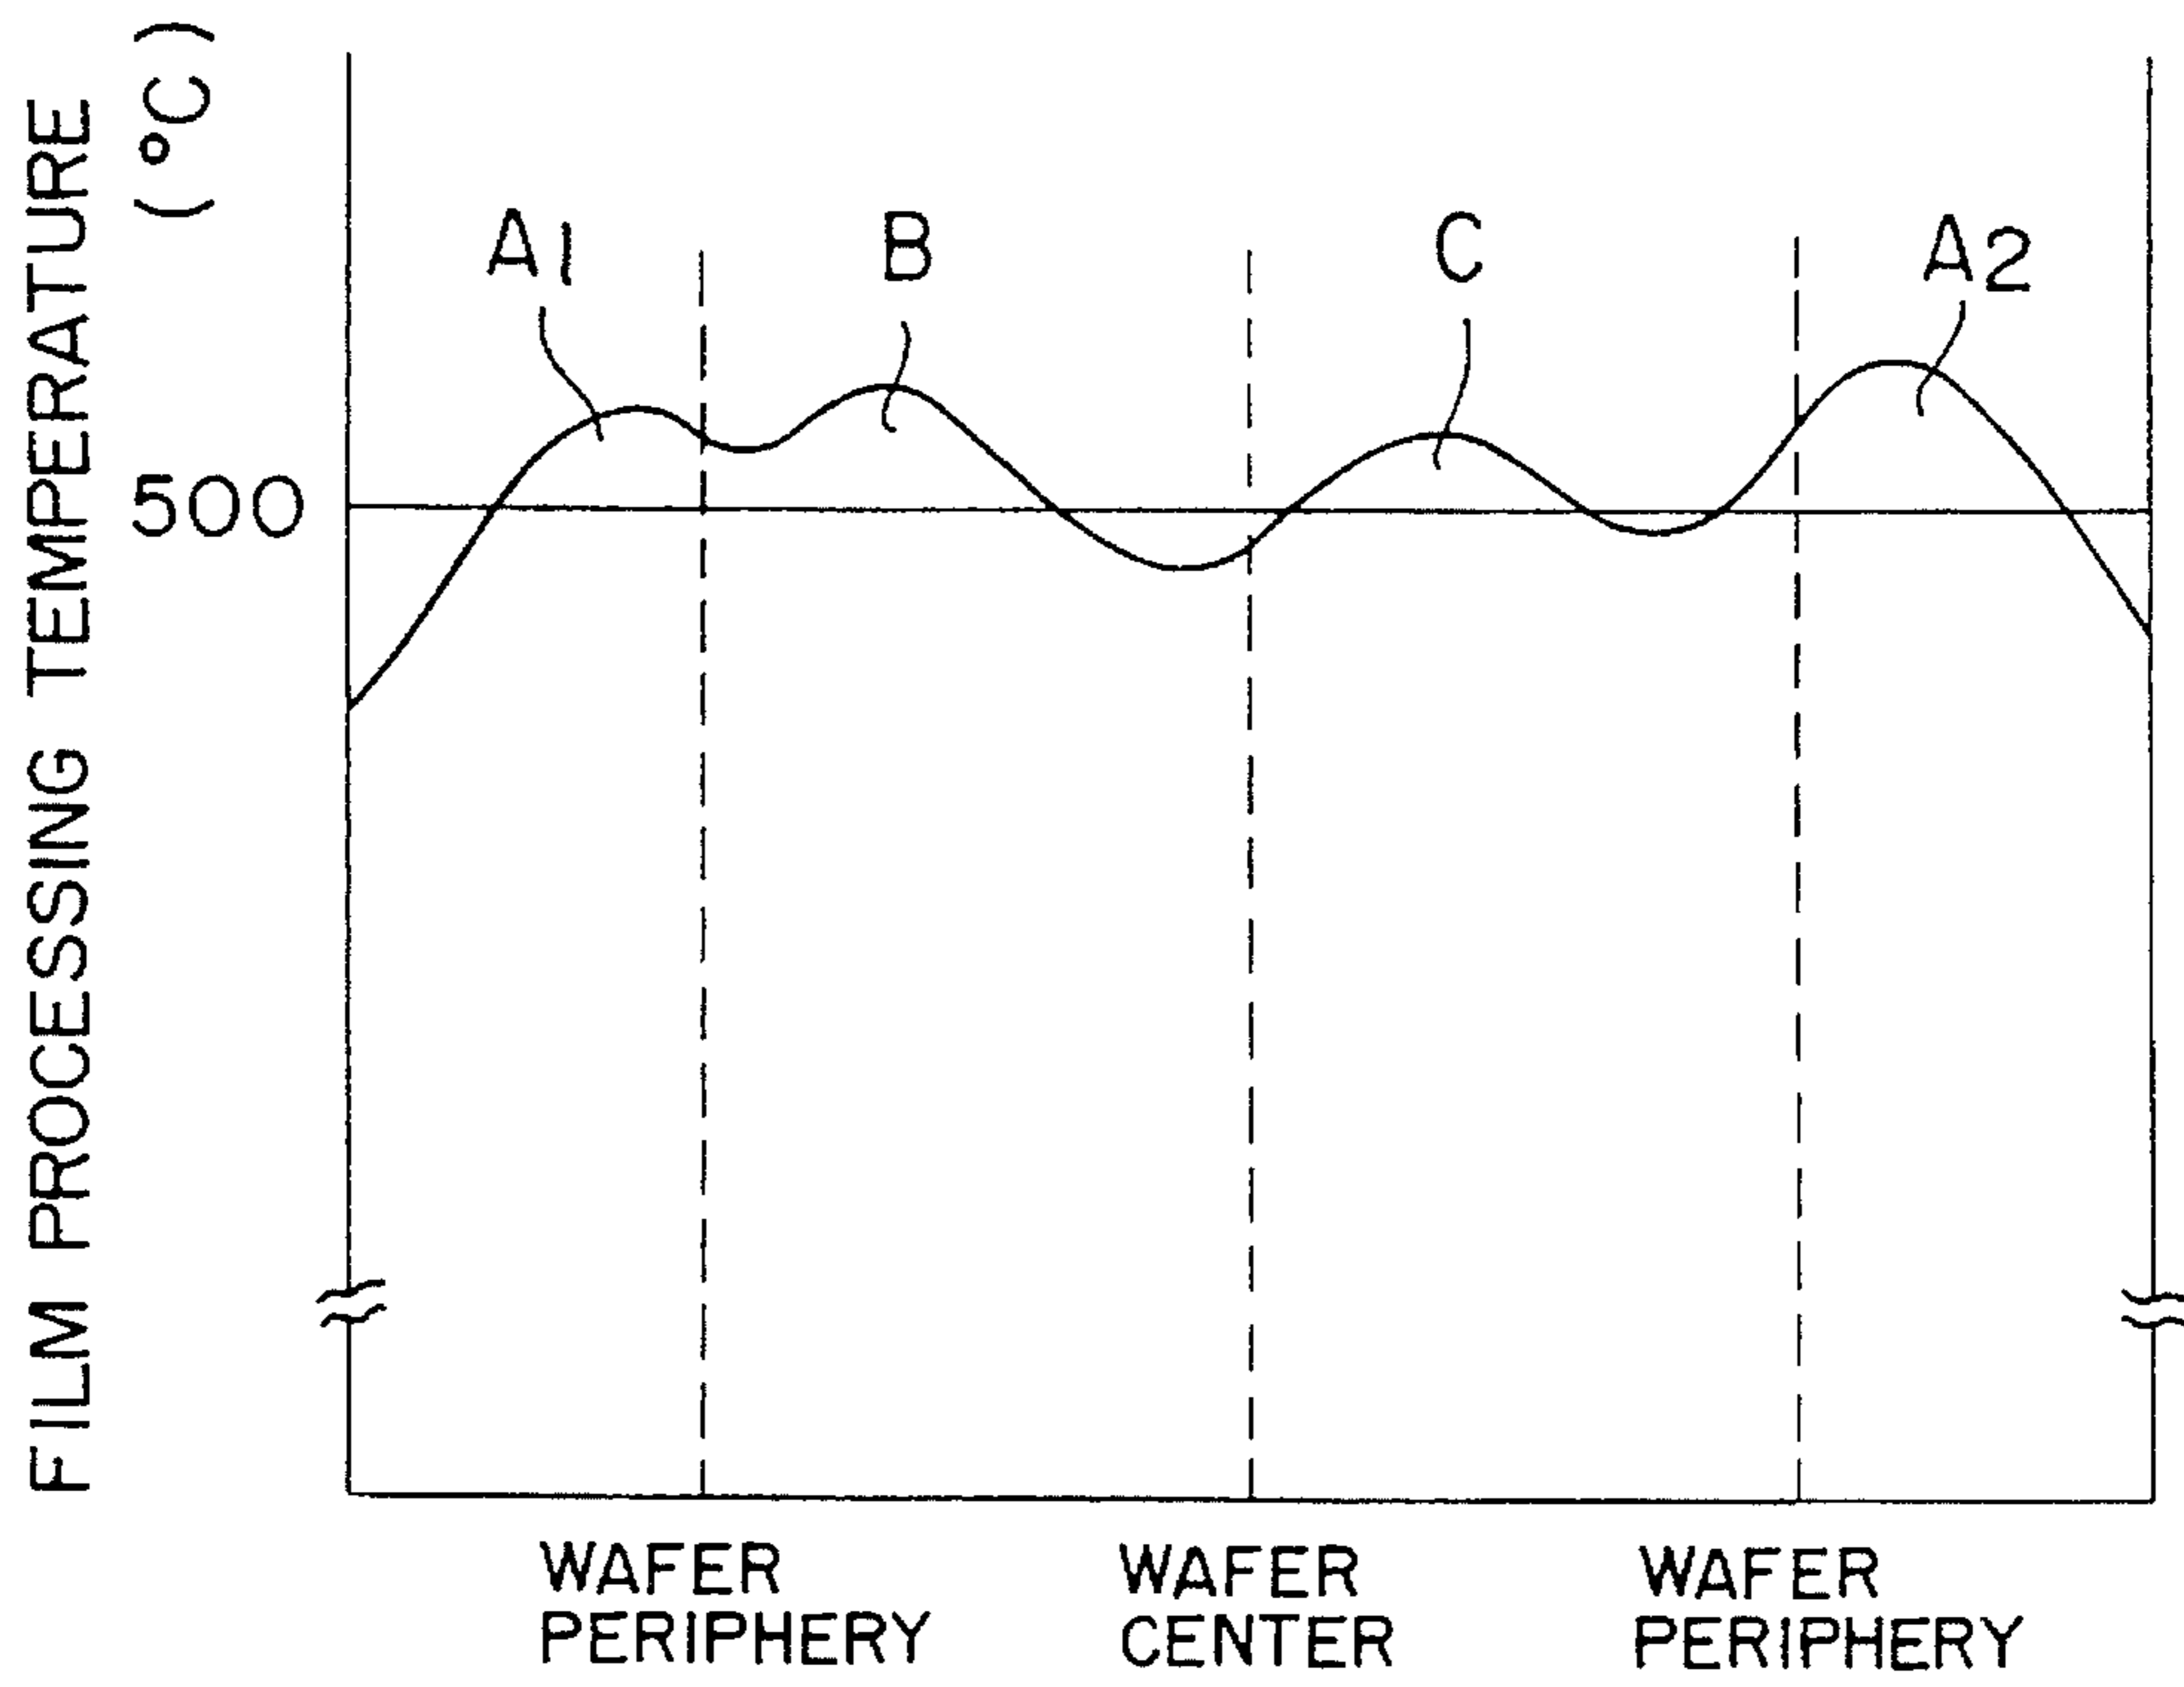 FILM PROCESSING TEMPERATURE
(°C)
A1
B
C
A2
500
WAFER
PERIPHERY
WAFER
CENTER
WAFER
PERIPHERY